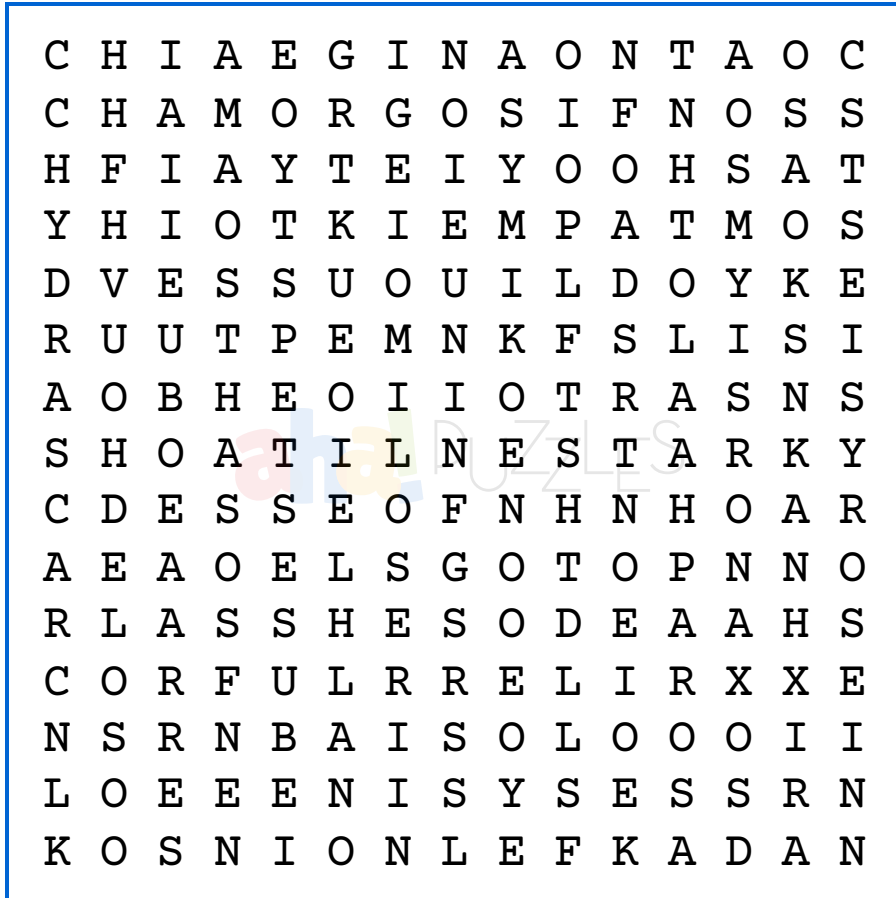 C H I A E G I N A O N T A O C
C H A M O R G O S I F N O S S
H F I A Y T E I Y O O H S A T
Y H I O T K I E M P A T M O S
D V E S S U O U I L D O Y K E
R U U T P E M N K F S L I S I
A O B H E O I I O T R A S N S
S H O A T I L N E S T A R K Y
C D E S S E O F N H N H O A R
A E A O E L S G O T O P N N O
R L A S S H E S O D E A A H S
C O R F U L R R E L I R X X E
N S R N B A I S O L O O O I I
L O E E E N I S Y S E S S R N
K O S N I O N L E F K A D A N
aha! PUZZLES